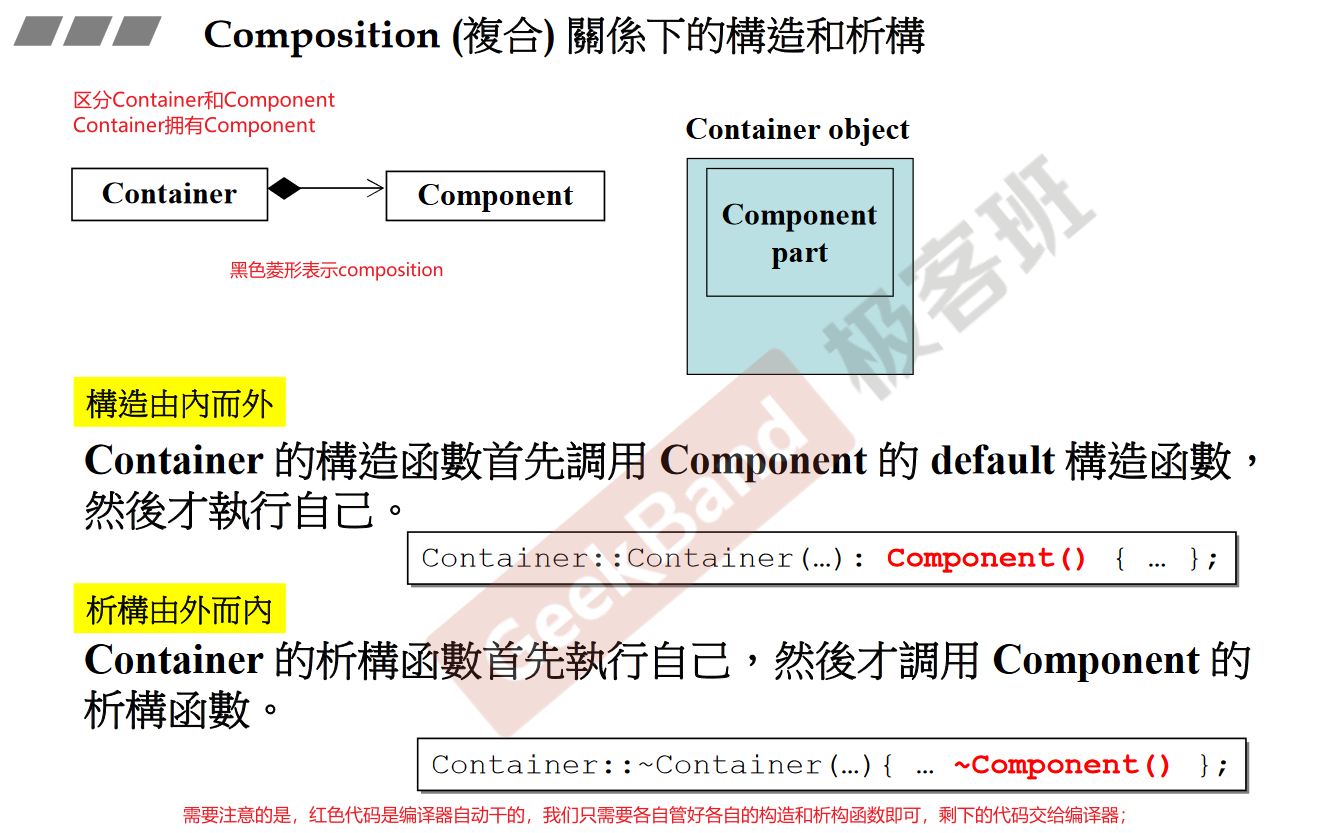 Composition (複合) 關係下的構造和析構
区分Container和Component
Container拥有Component
Container object
Container
Component
Component
part
黑色菱形表示composition
構造由內而外
Container 的構造函數首先調用 Component 的 default 構造函數，
然後才執行自己。
Container::Container(…): Component() { … };
析構由外而內
Container 的析構函數首先執行自己，然後才調用 Component 的
析構函數。
Container::~Container(…){ … ~Component() };
需要注意的是，红色代码是编译器自动干的，我们只需要各自管好各自的构造和析构函数即可，剩下的代码交给编译器；
GeekBand
极客班